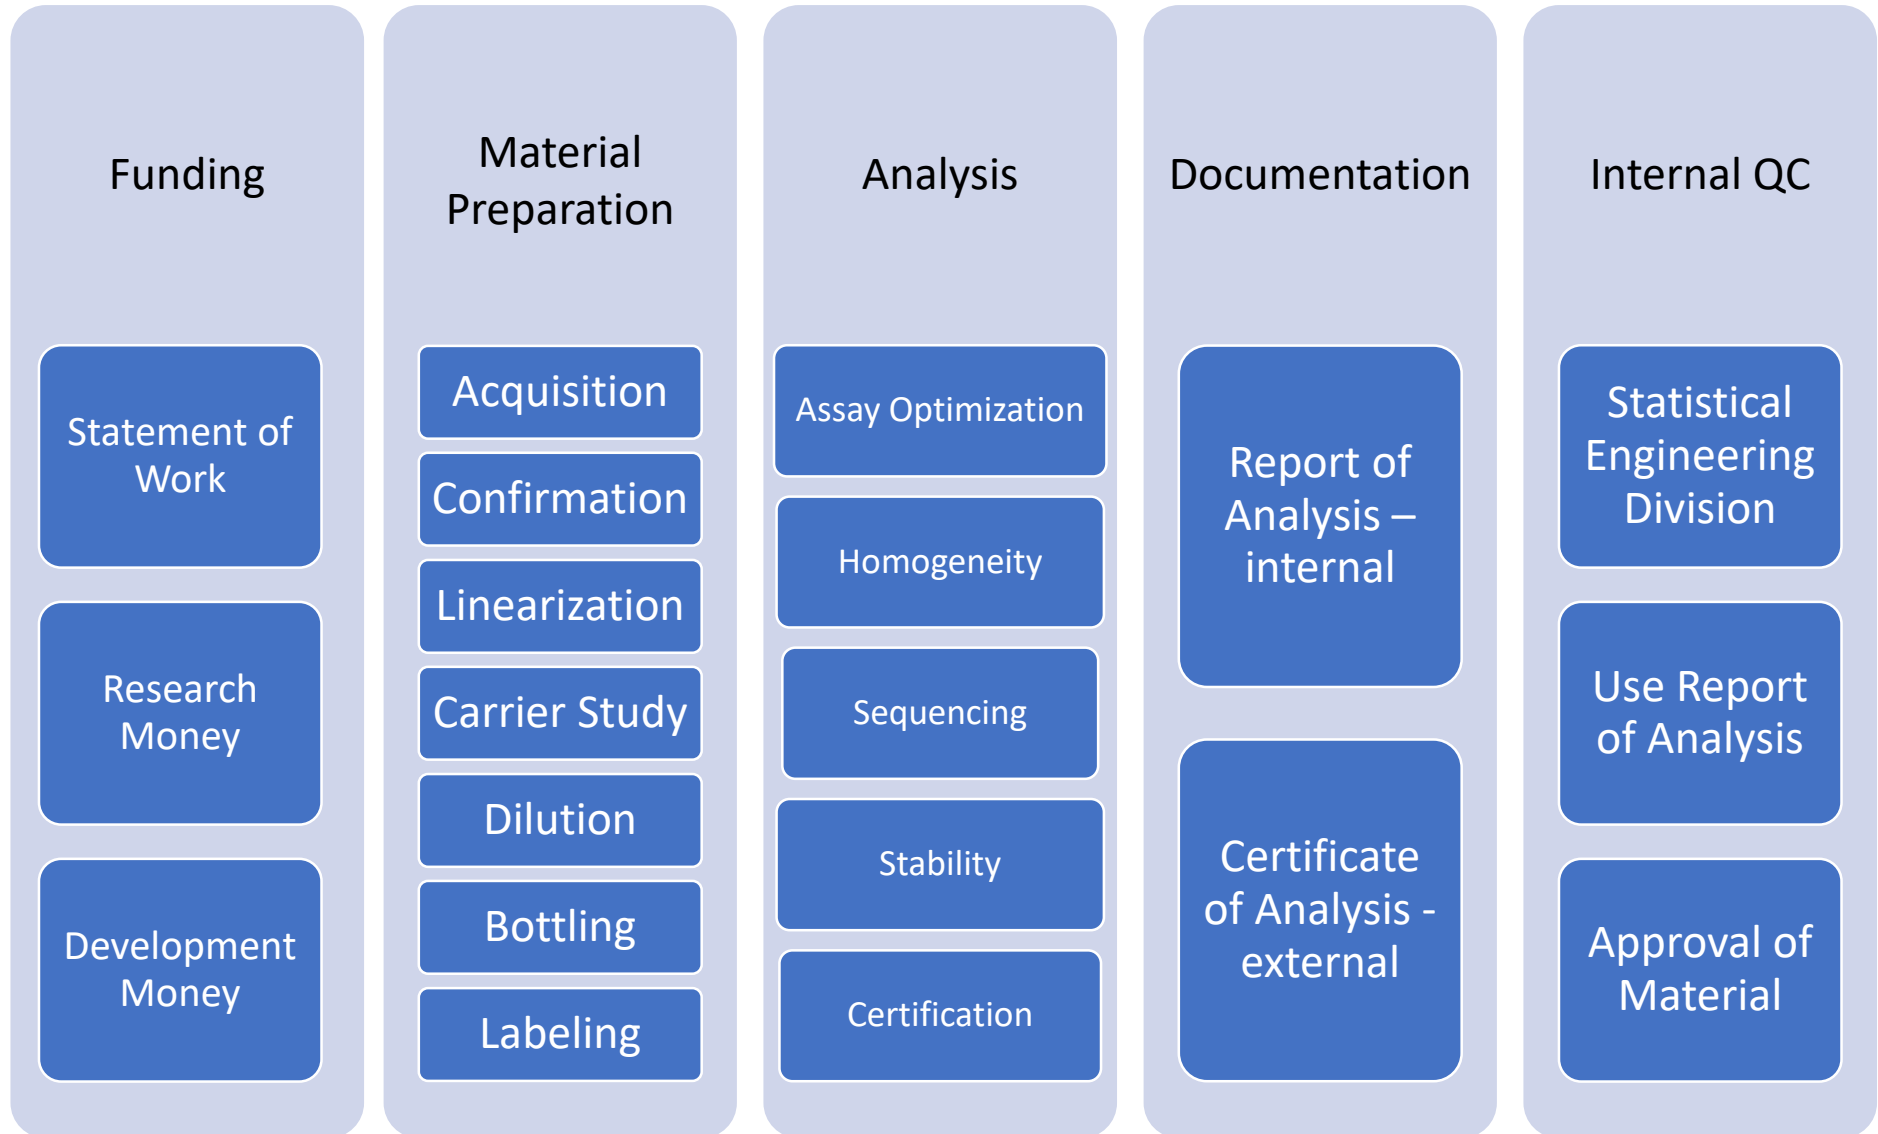 Funding
Statement of
Work
Research
Money
Development
Money
Material
Preparation
Acquisition
Confirmation
Linearization
Carrier Study
Dilution
Bottling
Labeling
Analysis
Assay Optimization
Homogeneity
Sequencing
Stability
Certification
Documentation
Report of
Analysis –
internal
Certificate
of Analysis -
external
Internal QC
Statistical
Engineering
Division
Use Report
of Analysis
Approval of
Material